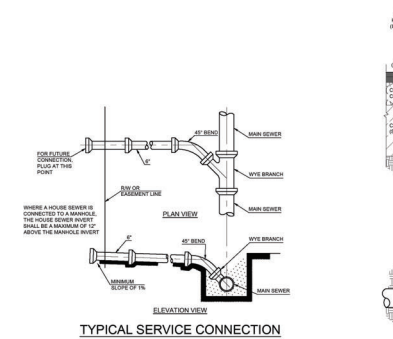 45° BEND
MAIN SEWER
FOR FUTURE
CONNECTION,
PLUG AT THIS
POINT
6"
WYE BRANCH
R/W OR
EASEMENT LINE
WHERE A HOUSE SEWER IS
CONNECTED TO A MANHOLE,
THE HOUSE SEWER INVERT
SHALL BE A MAXIMUM OF 12"
ABOVE THE MANHOLE INVERT
PLAN VIEW
MAIN SEWER
6"
45° BEND
WYE BRANCH
MINIMUM
SLOPE OF 1%
MAIN SEWER
ELEVATION VIEW
TYPICAL SERVICE CONNECTION